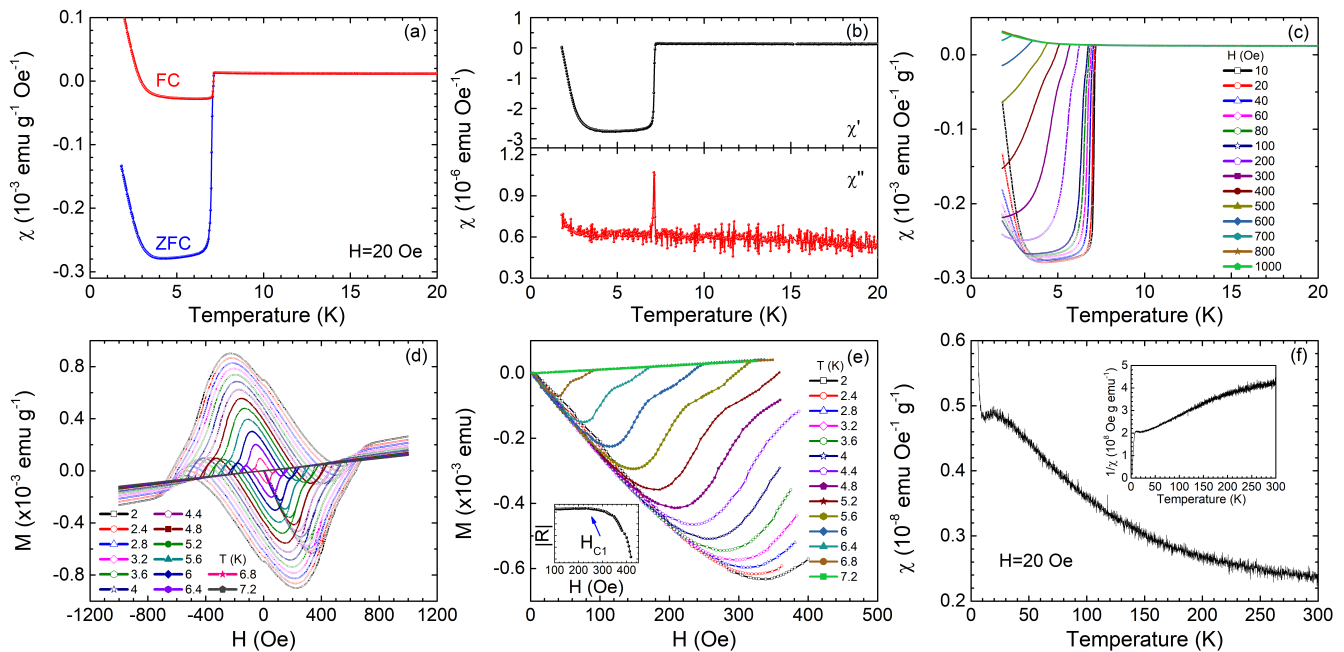 (a)
FC
ZFC
H=20 Oe
χ (10⁻³ emu g⁻¹ Oe⁻¹)
0.1
0.0
-0.1
-0.2
-0.3
0 5 10 15 20
Temperature (K)
(b)
χ'
χ''
χ (10⁻⁶ emu Oe⁻¹)
1
0
-1
-2
-3
1.2
0.9
0.6
0.3
0 5 10 15 20
Temperature (K)
(c)
χ (10⁻³ emu Oe⁻¹ g⁻¹)
0.0
-0.1
-0.2
-0.3
H (Oe)
10
20
40
60
80
100
200
300
400
500
600
700
800
1000
0 5 10 15 20
Temperature (K)
(d)
M (x10⁻³ emu g⁻¹)
0.8
0.4
0.0
-0.4
-0.8
2 4.4
2.4 4.8
2.8 5.2
3.2 5.6 T (K)
3.6 6 6.8
4 6.4 7.2
-1200 -800 -400 0 400 800 1200
H (Oe)
(e)
M (x10⁻³ emu)
0.0
-0.2
-0.4
-0.6
T (K)
2
2.4
2.8
3.2
3.6
4
4.4
4.8
5.2
5.6
6
6.4
6.8
7.2
|R|
H_C1
100 200 300 400
H (Oe)
0 100 200 300 400 500
H (Oe)
(f)
χ (10⁻⁸ emu Oe⁻¹ g⁻¹)
0.6
0.5
0.4
0.3
0.2
1/χ (10⁸ Oe g emu⁻¹)
5
4
3
2
1
0
0 50 100 150 200 250 300
Temperature (K)
H=20 Oe
0 50 100 150 200 250 300
Temperature (K)